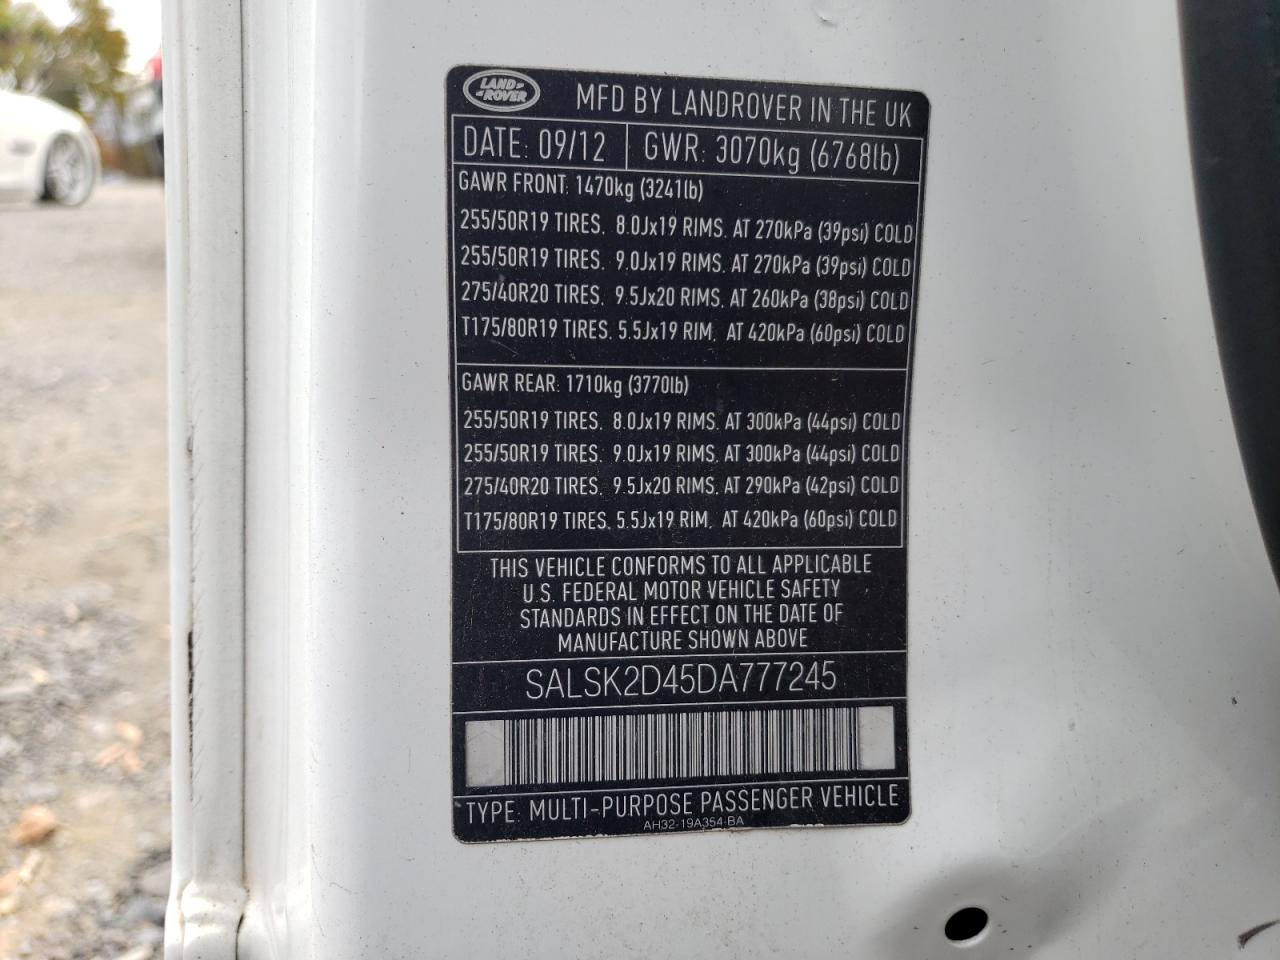 LAND ROVER MFD BY LANDROVER IN THE UK
DATE: 09/12 GWR: 3070kg (6768lb)
GAWR FRONT: 1470kg (3241lb)
255/50R19 TIRES. 8.0Jx19 RIMS. AT 270kPa (39psi) COLD
255/50R19 TIRES. 9.0Jx19 RIMS. AT 270kPa (39psi) COLD
275/40R20 TIRES. 9.5Jx20 RIMS. AT 260kPa (38psi) COLD
T175/80R19 TIRES. 5.5Jx19 RIM. AT 420kPa (60psi) COLD
GAWR REAR: 1710kg (3770lb)
255/50R19 TIRES. 8.0Jx19 RIMS. AT 300kPa (44psi) COLD
255/50R19 TIRES. 9.0Jx19 RIMS. AT 300kPa (44psi) COLD
275/40R20 TIRES. 9.5Jx20 RIMS. AT 290kPa (42psi) COLD
T175/80R19 TIRES. 5.5Jx19 RIM. AT 420kPa (60psi) COLD
THIS VEHICLE CONFORMS TO ALL APPLICABLE
U.S. FEDERAL MOTOR VEHICLE SAFETY
STANDARDS IN EFFECT ON THE DATE OF
MANUFACTURE SHOWN ABOVE
SALSK2D45DA777245
TYPE: MULTI-PURPOSE PASSENGER VEHICLE
AH32-19A354-BA